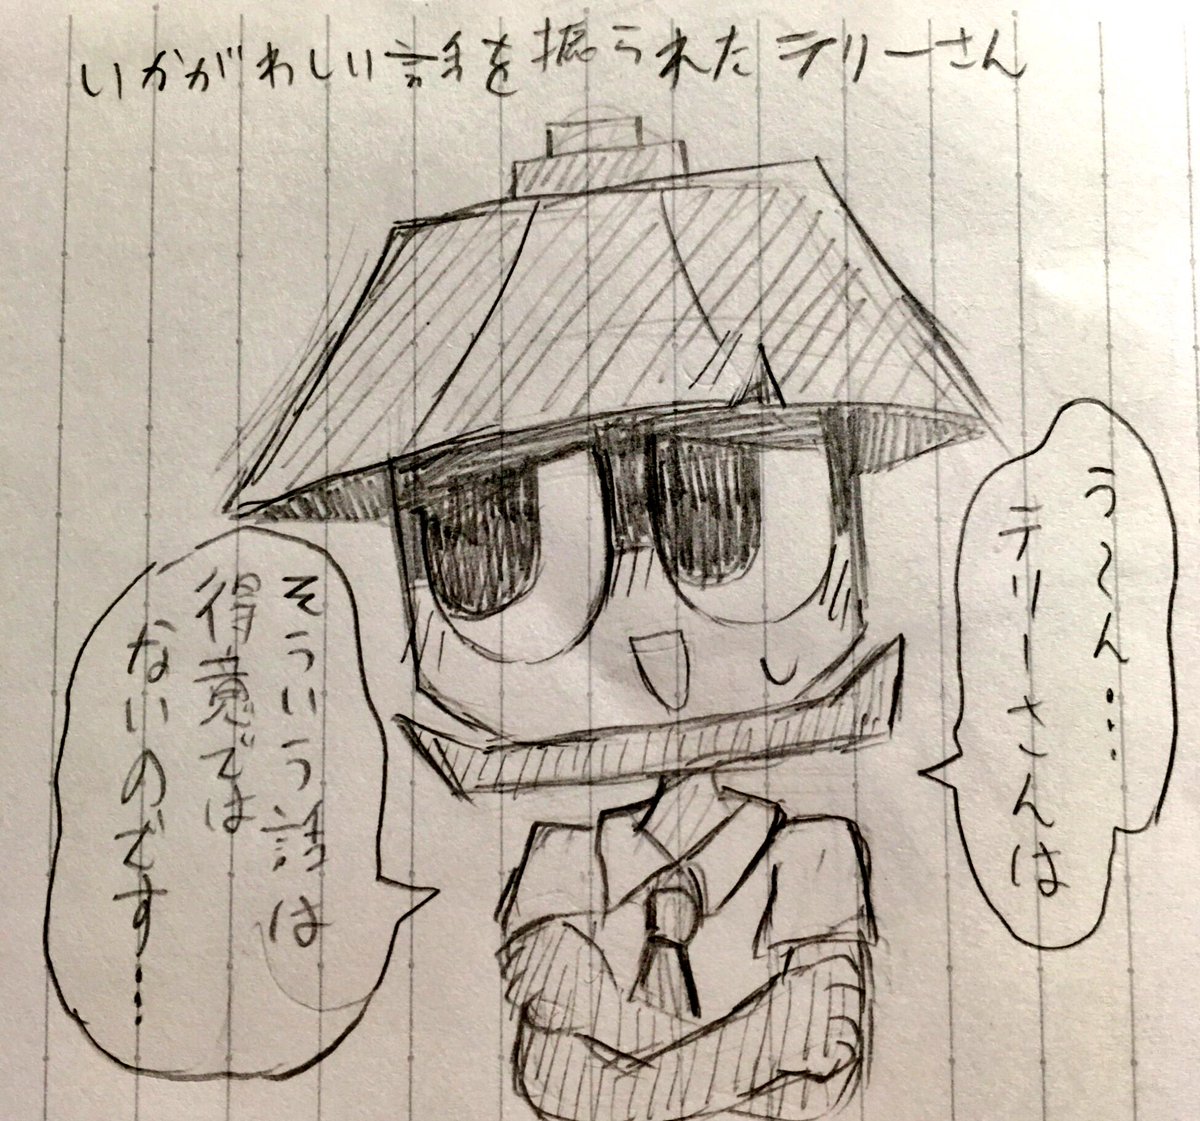 いかがわしい話を振られたテリーさん
う〜ん…
テリーさんは
そういう話は
得意では
ないのです…